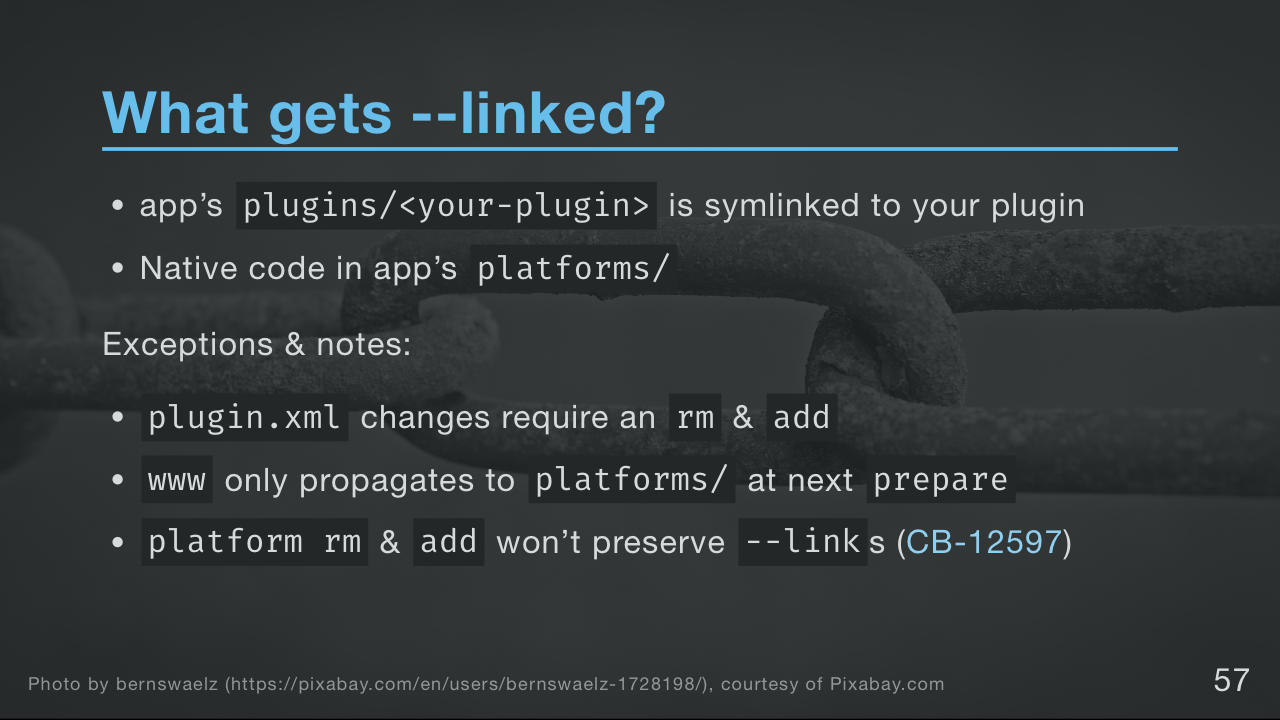 What gets --linked?
• app’s plugins/<your-plugin> is symlinked to your plugin
• Native code in app’s platforms/
Exceptions & notes:
• plugin.xml changes require an rm & add
• www only propagates to platforms/ at next prepare
• platform rm & add won’t preserve --links (CB-12597)
Photo by bernswaelz (https://pixabay.com/en/users/bernswaelz-1728198/), courtesy of Pixabay.com
57